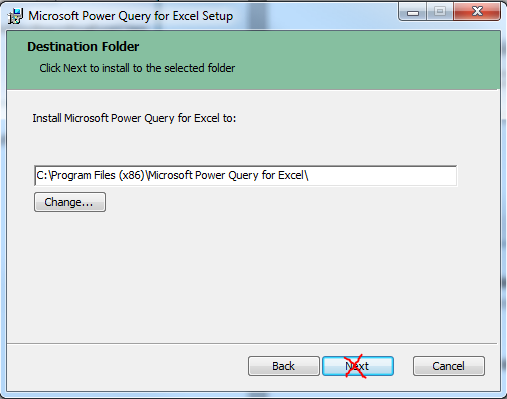 Microsoft Power Query for Excel Setup
Destination Folder
Click Next to install to the selected folder
Install Microsoft Power Query for Excel to:
C:\Program Files (x86)\Microsoft Power Query for Excel\
Change...
Back Next Cancel